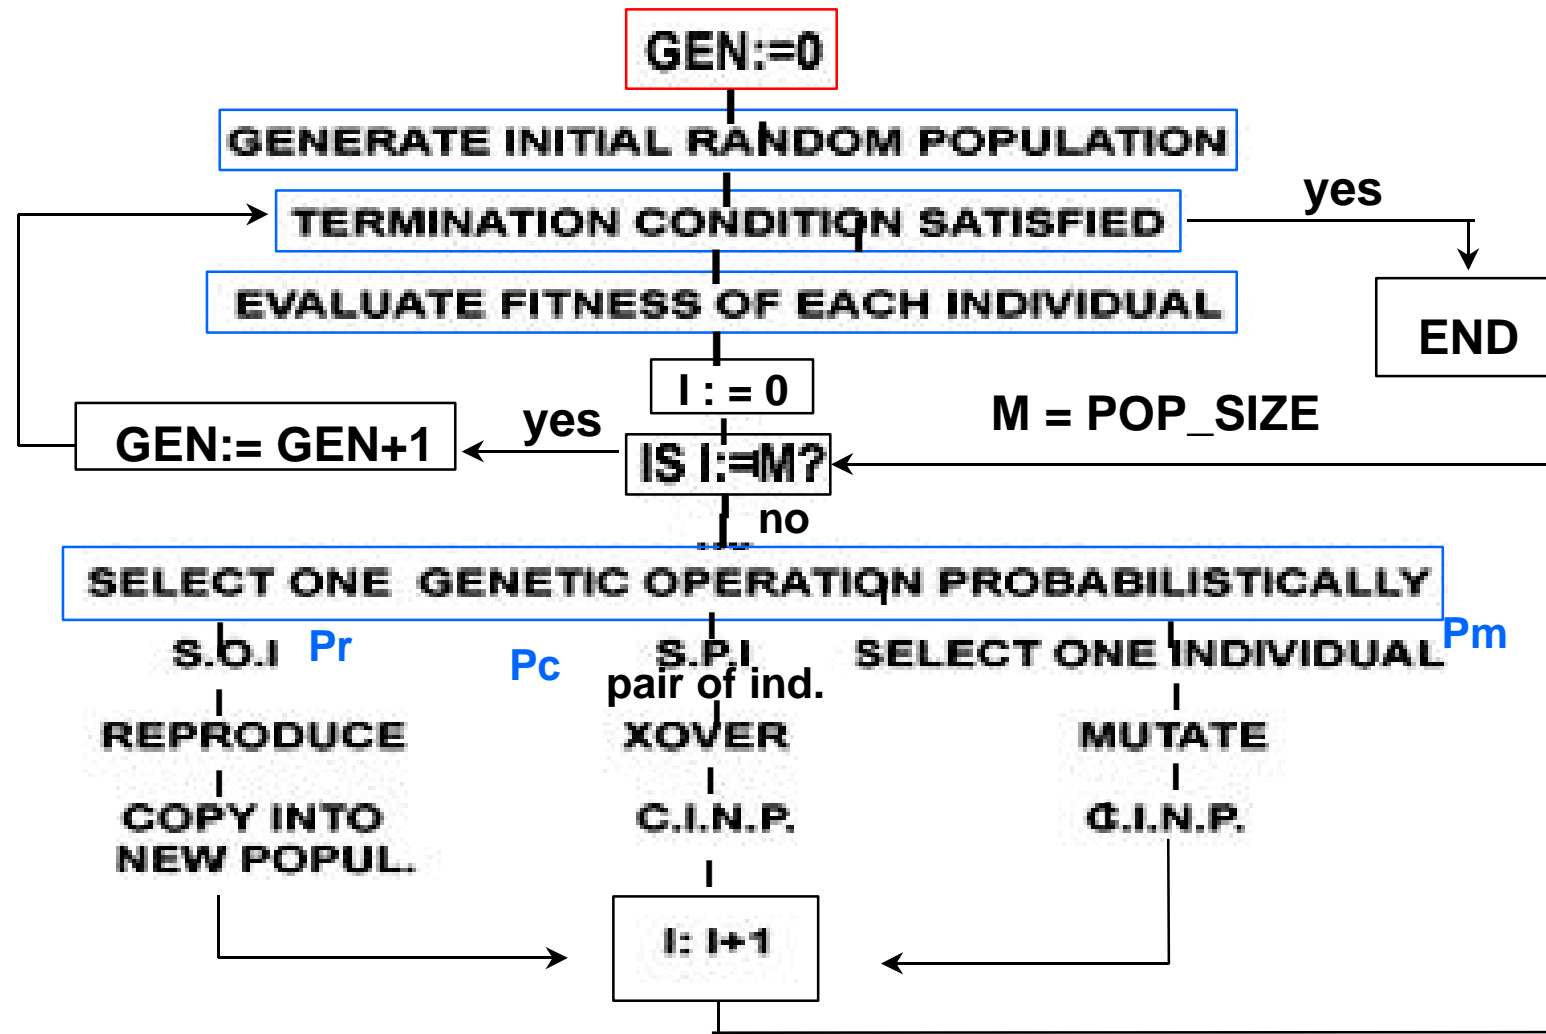 GEN:=0
GENERATE INITIAL RANDOM POPULATION
TERMINATION CONDITION SATISFIED
yes
EVALUATE FITNESS OF EACH INDIVIDUAL
END
I : = 0
M = POP_SIZE
GEN:= GEN+1
yes
IS I:=M?
no
SELECT ONE GENETIC OPERATION PROBABILISTICALLY
S.O.I
Pr
Pc
S.P.I
pair of ind.
SELECT ONE INDIVIDUAL
Pm
REPRODUCE
XOVER
MUTATE
COPY INTO
NEW POPUL.
C.I.N.P.
C.I.N.P.
I: I+1